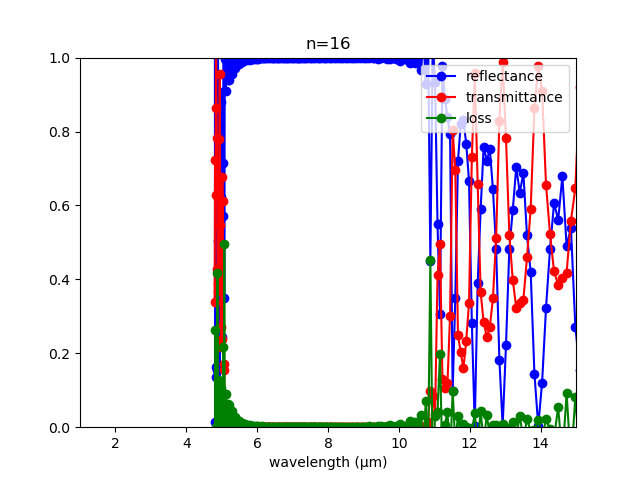 n=16
1.0
0.8
0.6
0.4
0.2
0.0
reflectance
transmittance
loss
2 4 6 8 10 12 14
wavelength (μm)